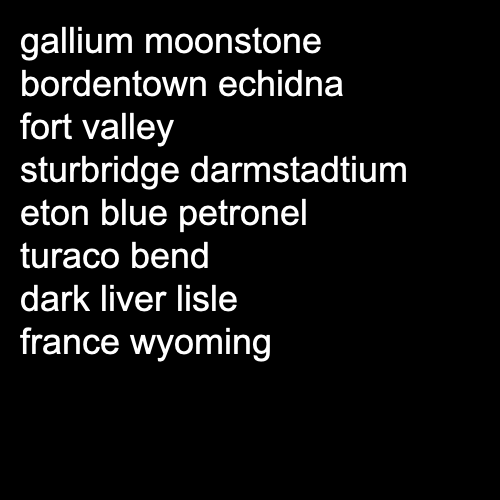 gallium moonstone
bordentown echidna
fort valley
sturbridge darmstadtium
eton blue petronel
turaco bend
dark liver lisle
france wyoming